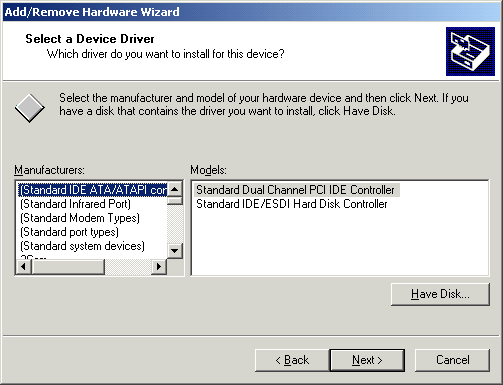 Add/Remove Hardware Wizard
Select a Device Driver
Which driver do you want to install for this device?
Select the manufacturer and model of your hardware device and then click Next. If you
have a disk that contains the driver you want to install, click Have Disk.
Manufacturers:
(Standard IDE ATA/ATAPI con
(Standard Infrared Port)
(Standard Modem Types)
(Standard port types)
(Standard system devices)
Models:
Standard Dual Channel PCI IDE Controller
Standard IDE/ESDI Hard Disk Controller
Have Disk...
< Back
Next >
Cancel